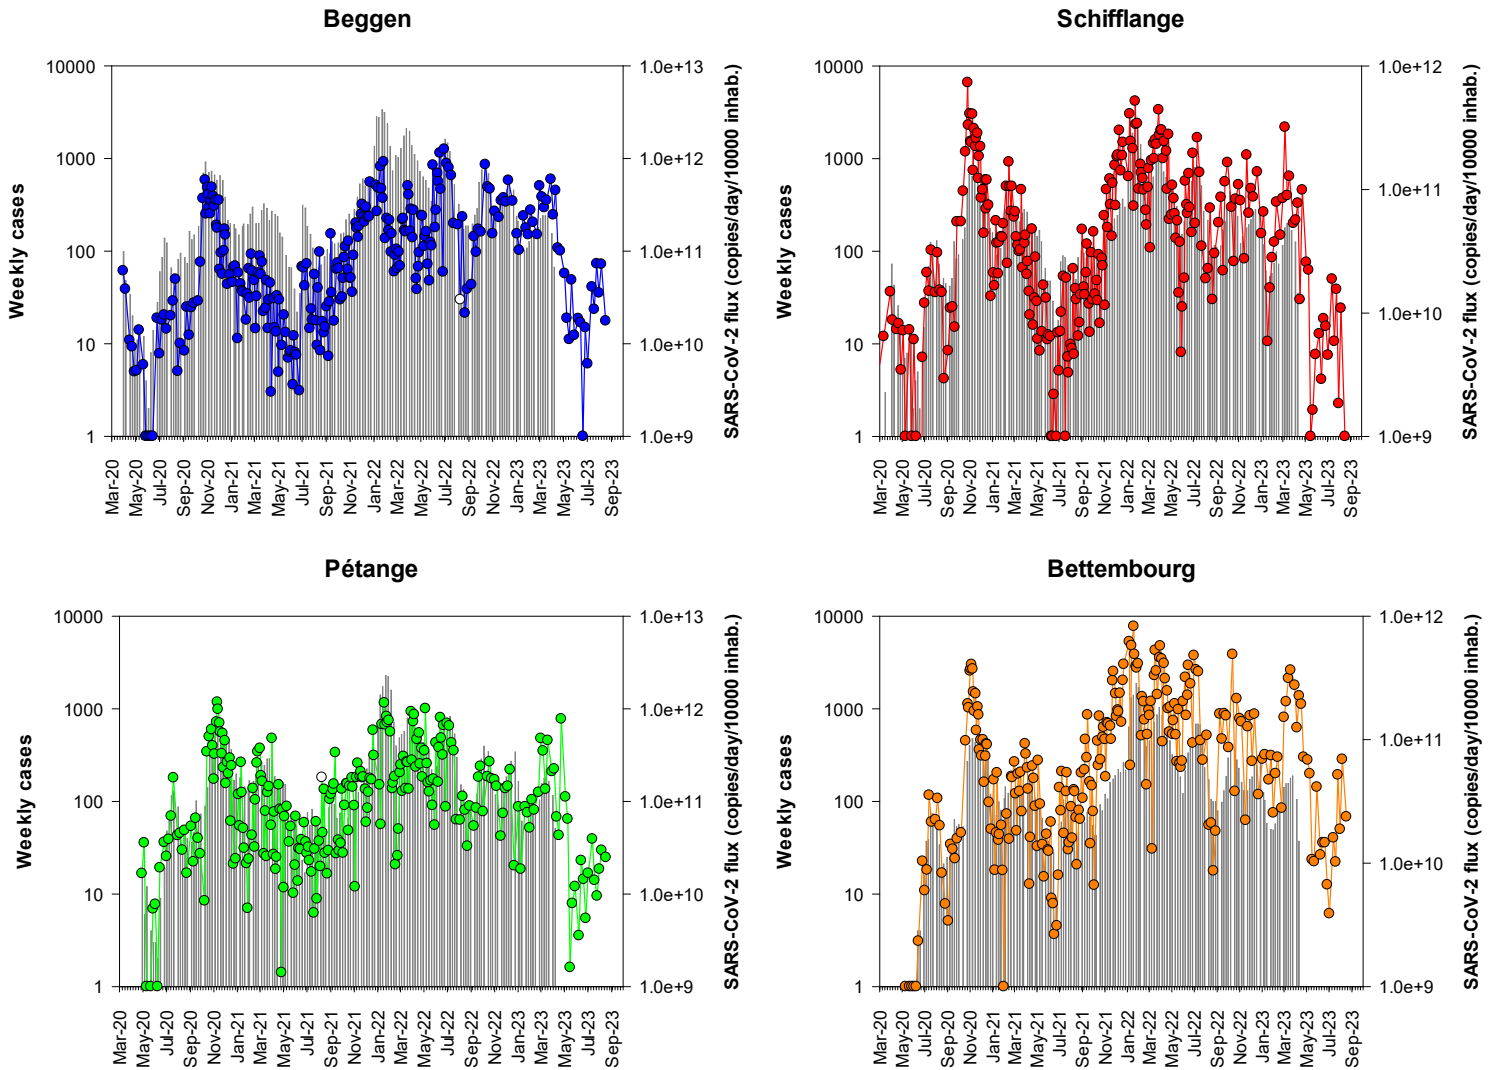 Beggen
Schifflange
10000
1000
100
10
1
1.0e+13
1.0e+12
1.0e+11
1.0e+10
1.0e+9
Weekly cases
SARS-CoV-2 flux (copies/day/10000 inhab.)
Mar-20 May-20 Jul-20 Sep-20 Nov-20 Jan-21 Mar-21 May-21 Jul-21 Sep-21 Nov-21 Jan-22 Mar-22 May-22 Jul-22 Sep-22 Nov-22 Jan-23 Mar-23 May-23 Jul-23 Sep-23
10000
1000
100
10
1
1.0e+12
1.0e+11
1.0e+10
1.0e+9
Weekly cases
SARS-CoV-2 flux (copies/day/10000 inhab.)
Mar-20 May-20 Jul-20 Sep-20 Nov-20 Jan-21 Mar-21 May-21 Jul-21 Sep-21 Nov-21 Jan-22 Mar-22 May-22 Jul-22 Sep-22 Nov-22 Jan-23 Mar-23 May-23 Jul-23 Sep-23
Pétange
Bettembourg
10000
1000
100
10
1
1.0e+13
1.0e+12
1.0e+11
1.0e+10
1.0e+9
Weekly cases
SARS-CoV-2 flux (copies/day/10000 inhab.)
Mar-20 May-20 Jul-20 Sep-20 Nov-20 Jan-21 Mar-21 May-21 Jul-21 Sep-21 Nov-21 Jan-22 Mar-22 May-22 Jul-22 Sep-22 Nov-22 Jan-23 Mar-23 May-23 Jul-23 Sep-23
10000
1000
100
10
1
1.0e+12
1.0e+11
1.0e+10
1.0e+9
Weekly cases
SARS-CoV-2 flux (copies/day/10000 inhab.)
Mar-20 May-20 Jul-20 Sep-20 Nov-20 Jan-21 Mar-21 May-21 Jul-21 Sep-21 Nov-21 Jan-22 Mar-22 May-22 Jul-22 Sep-22 Nov-22 Jan-23 Mar-23 May-23 Jul-23 Sep-23